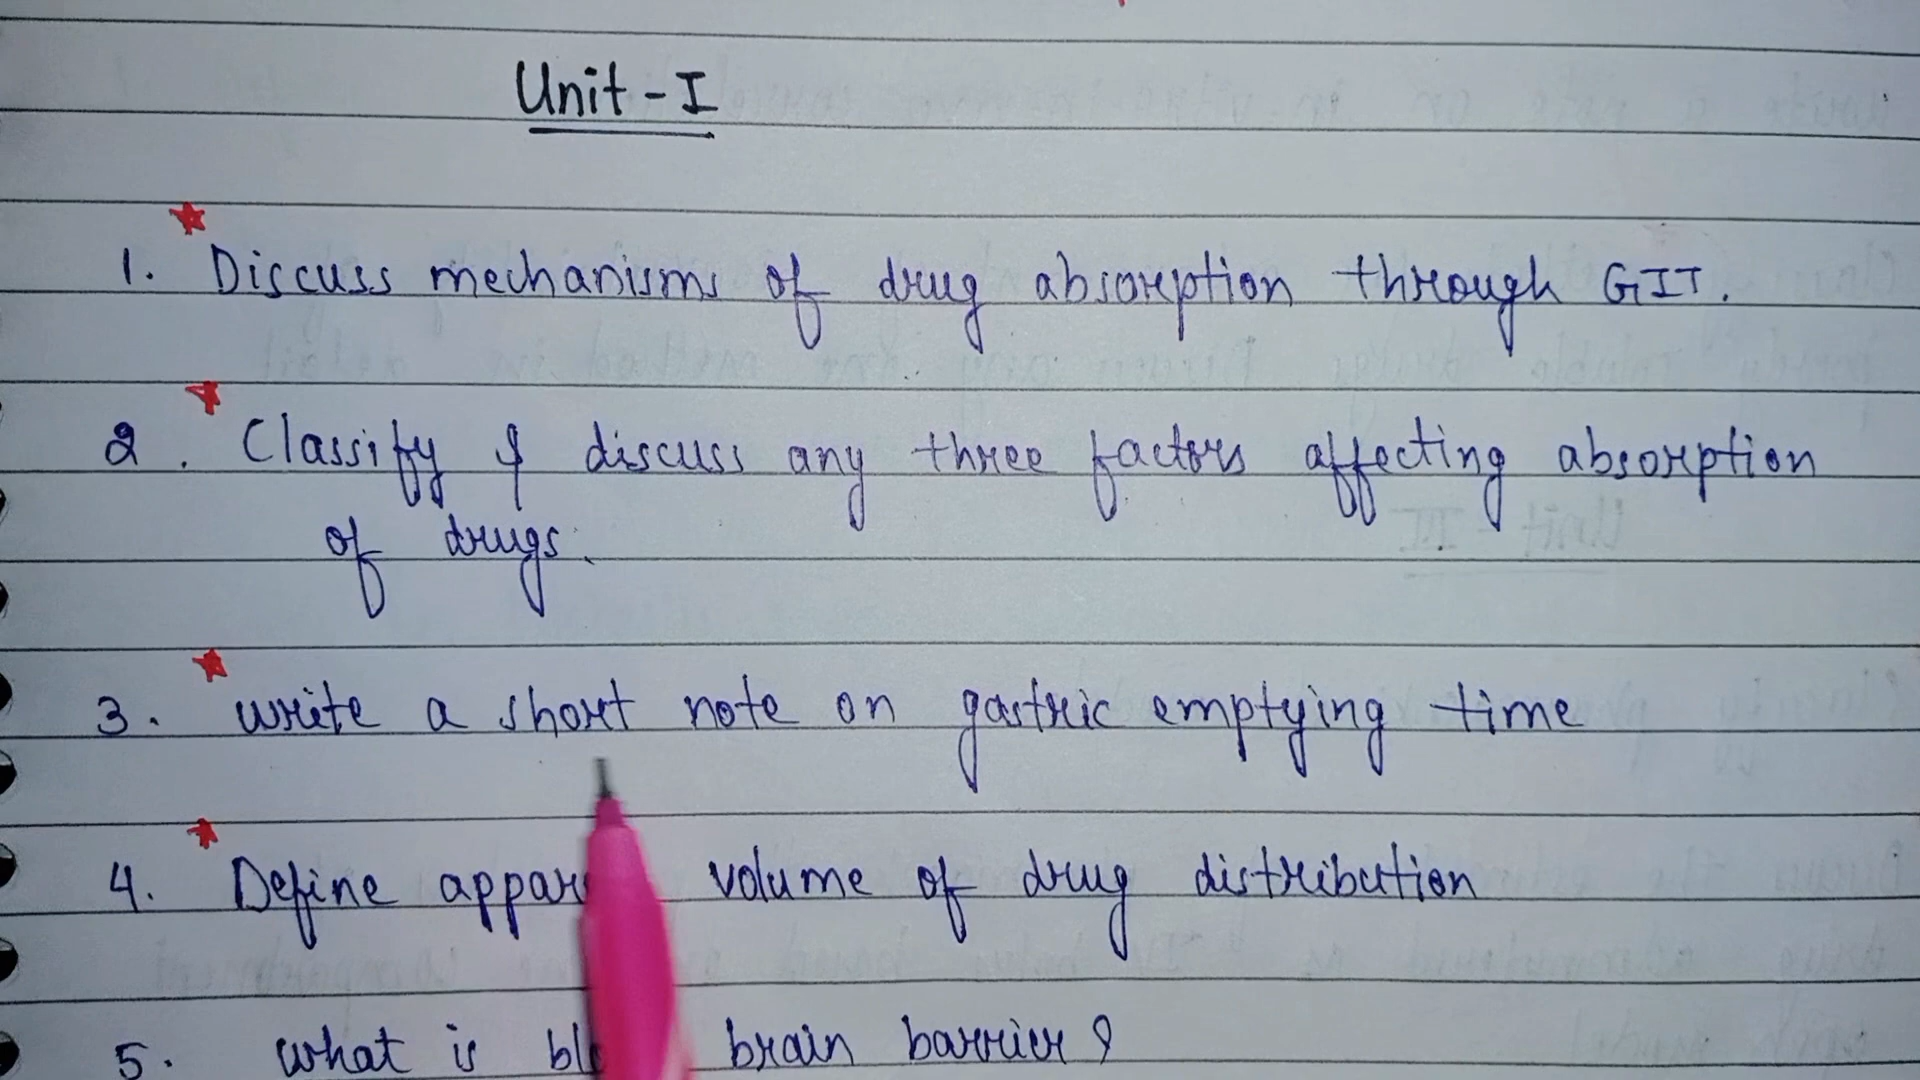 Unit-I
1. Discuss mechanisms of drug absorption through GIT.
2. Classify & discuss any three factors affecting absorption
of drugs.
3. write a short note on gastric emptying time
4. Define volume of drug distribution
5. what is brain barrier?